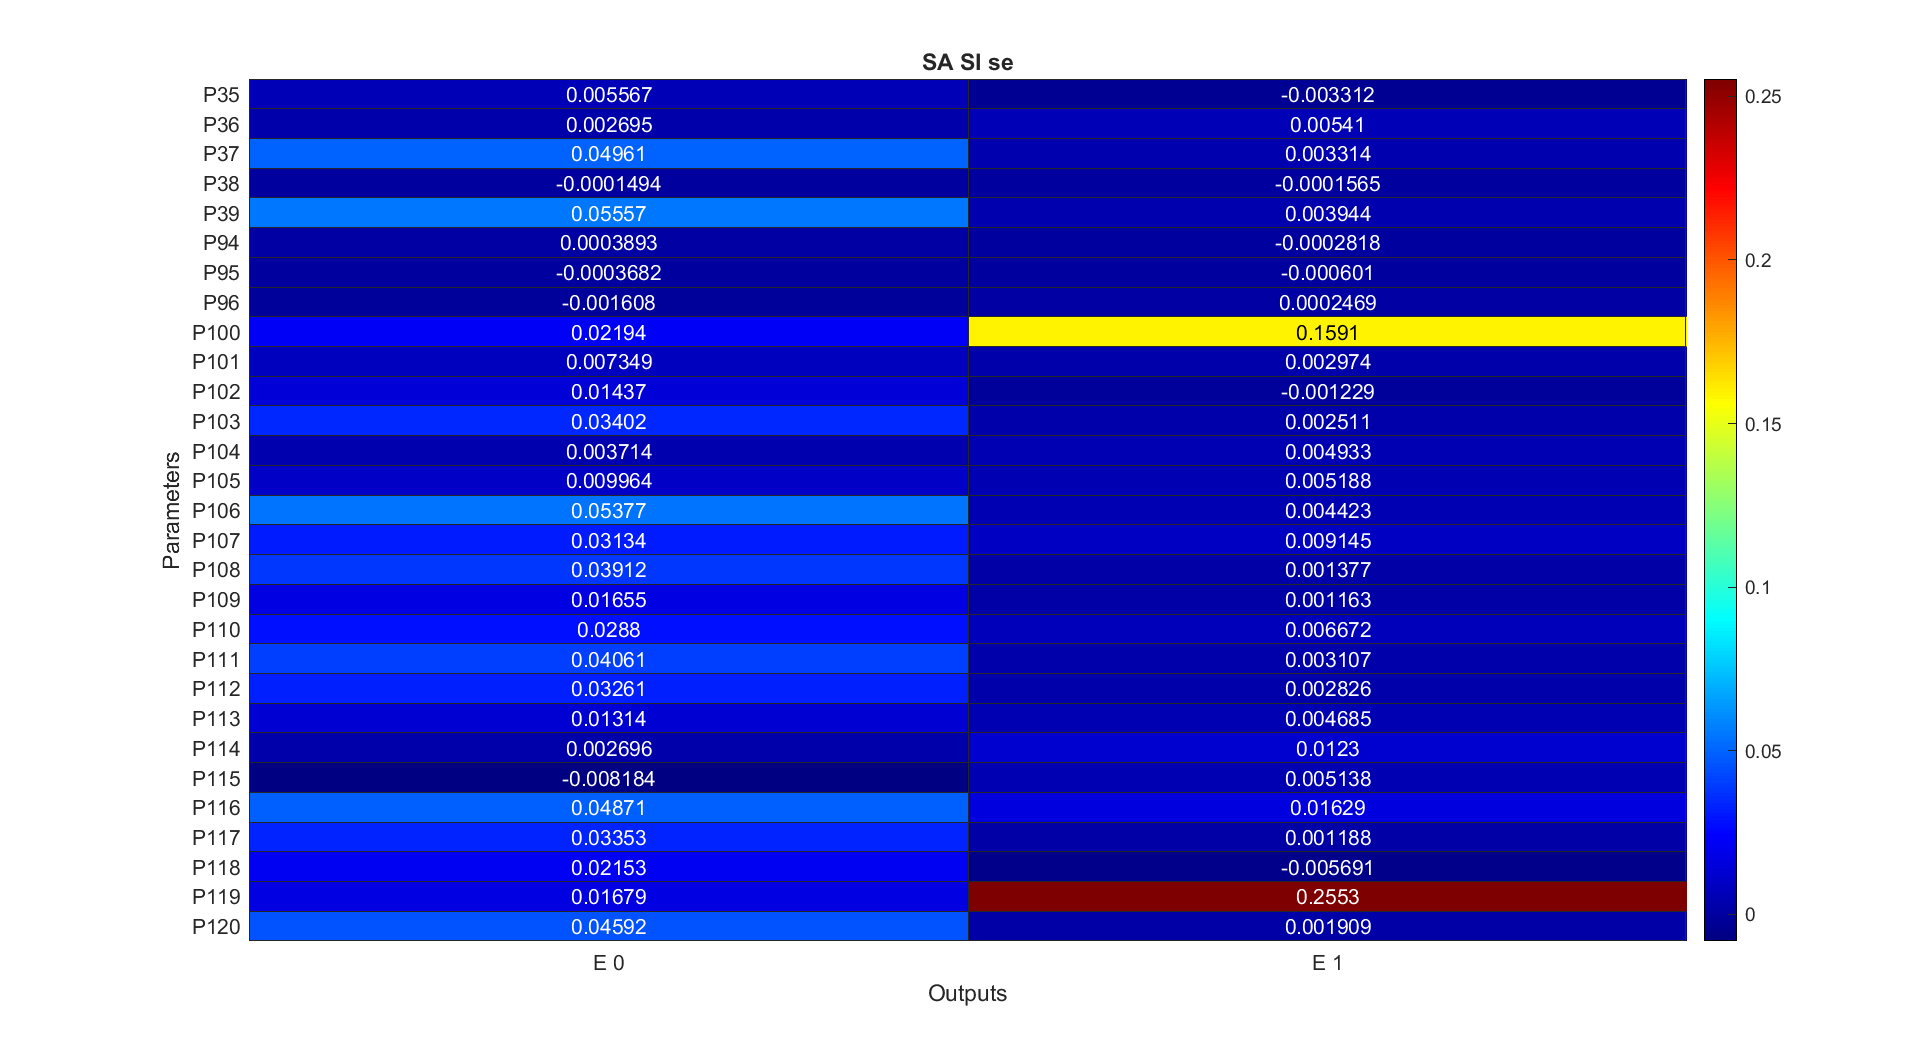 SA SI se
P35 0.005567 -0.003312 0.25
P36 0.002695 0.00541
P37 0.04961 0.003314
P38 -0.0001494 -0.0001565
P39 0.05557 0.003944
P94 0.0003893 -0.0002818
P95 -0.0003682 -0.000601 0.2
P96 -0.001608 0.0002469
P100 0.02194 0.1591
P101 0.007349 0.002974
P102 0.01437 -0.001229
P103 0.03402 0.002511 0.15
P104 0.003714 0.004933
P105 0.009964 0.005188
Parameters
P106 0.05377 0.004423
P107 0.03134 0.009145
P108 0.03912 0.001377
P109 0.01655 0.001163 0.1
P110 0.0288 0.006672
P111 0.04061 0.003107
P112 0.03261 0.002826
P113 0.01314 0.004685
P114 0.002696 0.0123 0.05
P115 -0.008184 0.005138
P116 0.04871 0.01629
P117 0.03353 0.001188
P118 0.02153 -0.005691
P119 0.01679 0.2553 0
P120 0.04592 0.001909
E 0 E 1
Outputs